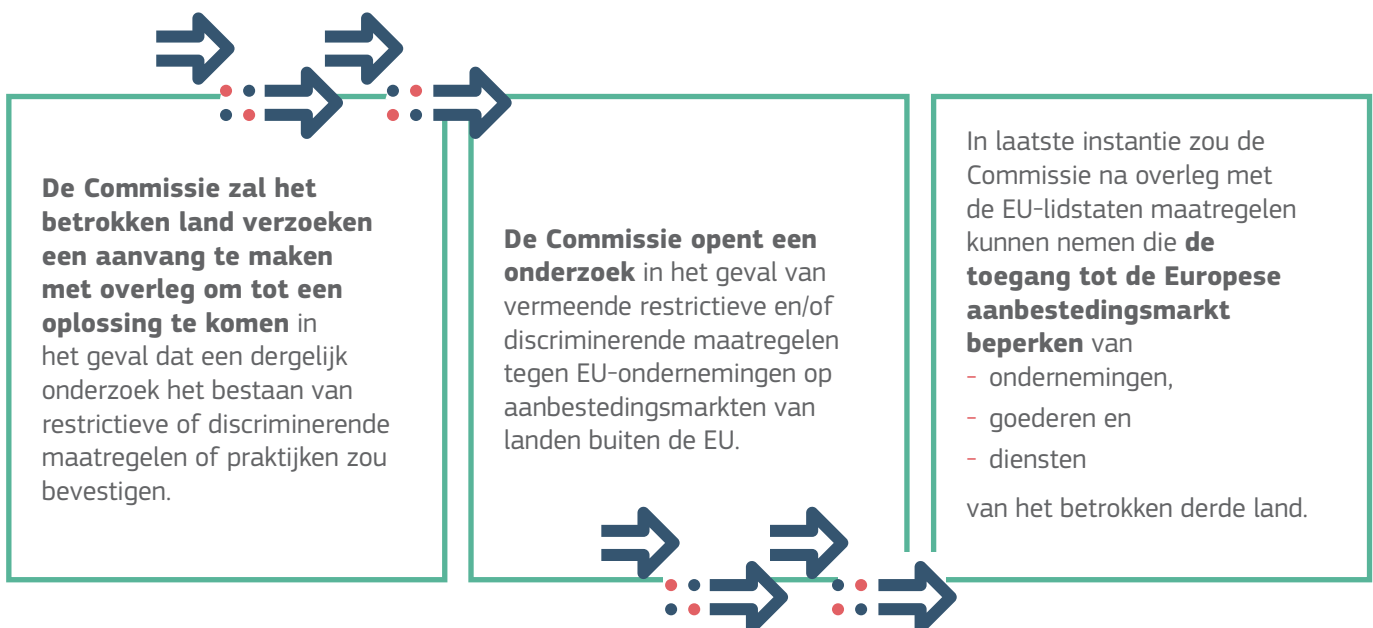 De Commissie zal het
betrokken land verzoeken
een aanvang te maken
met overleg om tot een
oplossing te komen in
het geval dat een dergelijk
onderzoek het bestaan van
restrictieve of discriminerende
maatregelen of praktijken zou
bevestigen.
De Commissie opent een
onderzoek in het geval van
vermeende restrictieve en/of
discriminerende maatregelen
tegen EU-ondernemingen op
aanbestedingsmarkten van
landen buiten de EU.
In laatste instantie zou de
Commissie na overleg met
de EU-lidstaten maatregelen
kunnen nemen die de
toegang tot de Europese
aanbestedingsmarkt
beperken van
- ondernemingen,
- goederen en
- diensten
van het betrokken derde land.